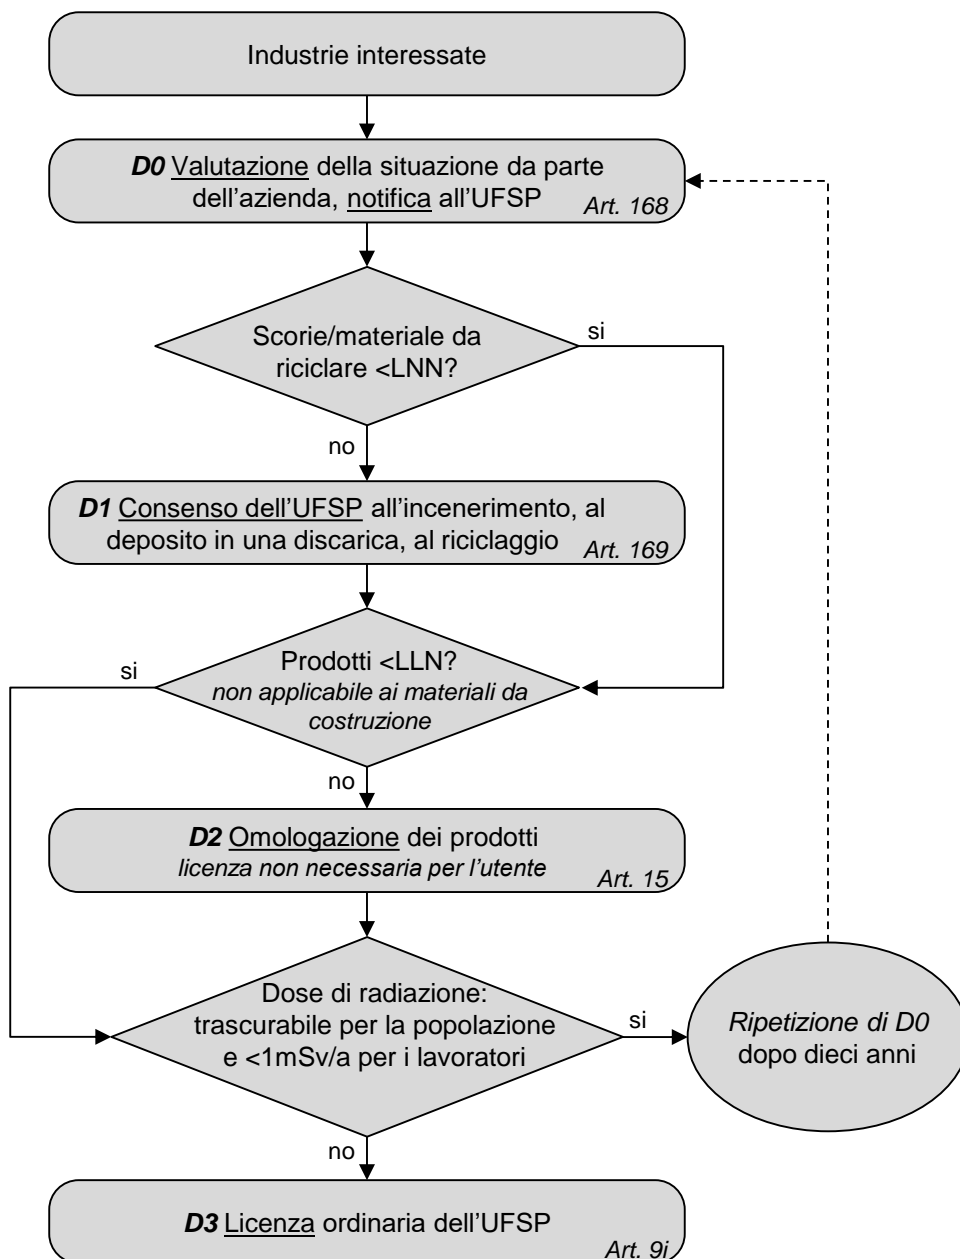 Industrie interessate
D0 Valutazione della situazione da parte
dell’azienda, notifica all’UFSP
Art. 168
Scorie/materiale da
riciclare <LNN?
si
no
D1 Consenso dell’UFSP all’incenerimento, al
deposito in una discarica, al riciclaggio
Art. 169
si
Prodotti <LLN?
non applicabile ai materiali da
costruzione
no
D2 Omologazione dei prodotti
licenza non necessaria per l’utente
Art. 15
Dose di radiazione:
trascurabile per la popolazione
e <1mSv/a per i lavoratori
si
Ripetizione di D0
dopo dieci anni
no
D3 Licenza ordinaria dell’UFSP
Art. 9i